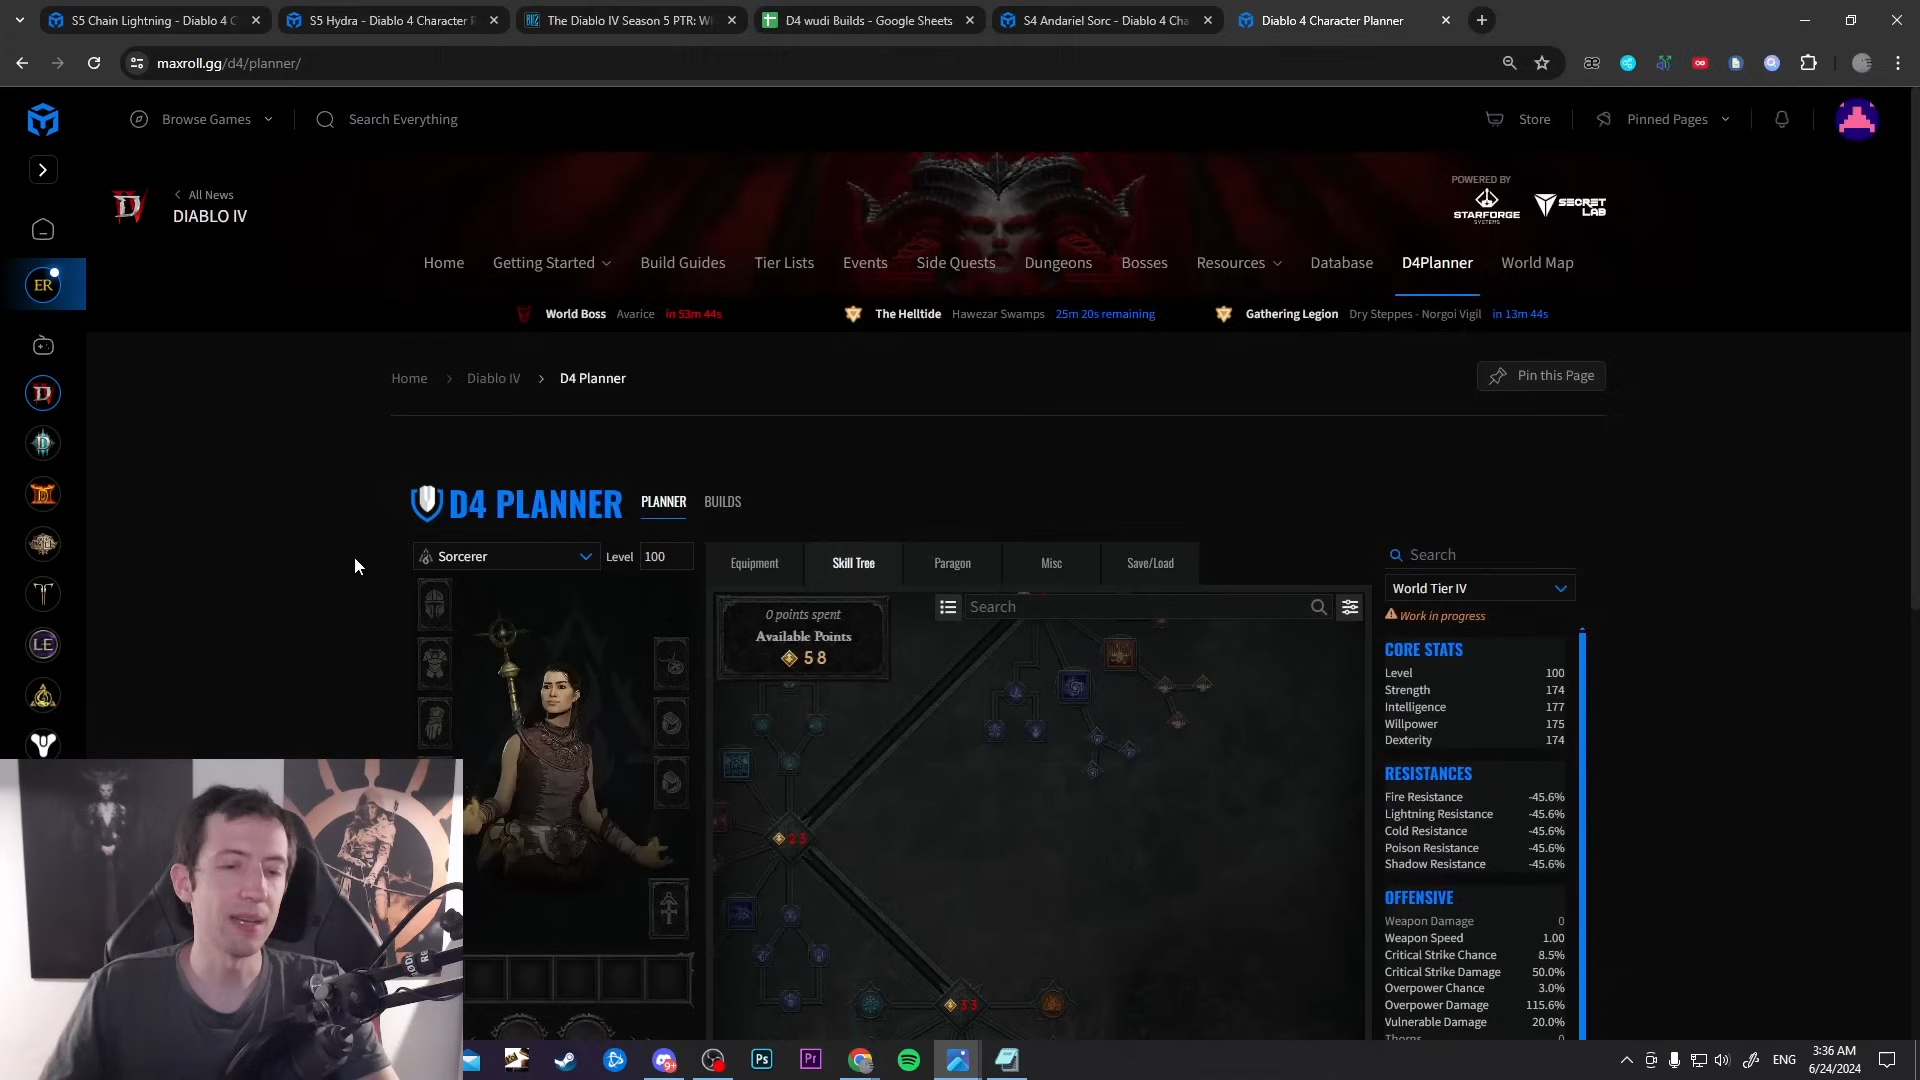 S5 Chain Lightning - Diablo 4 C
S5 Hydra - Diablo 4 Character P
The Diablo IV Season 5 PTR: W
D4 wudi Builds - Google Sheets
S4 Andariel Sorc - Diablo 4 Cha
Diablo 4 Character Planner
maxroll.gg/d4/planner/
Browse Games
Search Everything
Store
Pinned Pages
All News
DIABLO IV
POWERED BY
STARFORGE
SYSTEMS
SECRET
LAB
Home
Getting Started
Build Guides
Tier Lists
Events
Side Quests
Dungeons
Bosses
Resources
Database
D4Planner
World Map
World Boss Avarice in 53m 44s
The Helltide Hawezar Swamps 25m 20s remaining
Gathering Legion Dry Steppes - Norgoi Vigil in 13m 44s
ER
LE
Home > Diablo IV > D4 Planner
Pin this Page
D4 PLANNER
PLANNER
BUILDS
Sorcerer
Level 100
Equipment
Skill Tree
Paragon
Misc
Save/Load
0 points spent
Available Points
58
Search
23
33
Search
World Tier IV
Work in progress
CORE STATS
Level 100
Strength 174
Intelligence 177
Willpower 175
Dexterity 174
RESISTANCES
Fire Resistance -45.6%
Lightning Resistance -45.6%
Cold Resistance -45.6%
Poison Resistance -45.6%
Shadow Resistance -45.6%
OFFENSIVE
Weapon Damage 0
Weapon Speed 1.00
Critical Strike Chance 8.5%
Critical Strike Damage 50.0%
Overpower Chance 3.0%
Overpower Damage 115.6%
Vulnerable Damage 20.0%
Thorns
Ps
Pr
9+
ENG
3:36 AM
6/24/2024